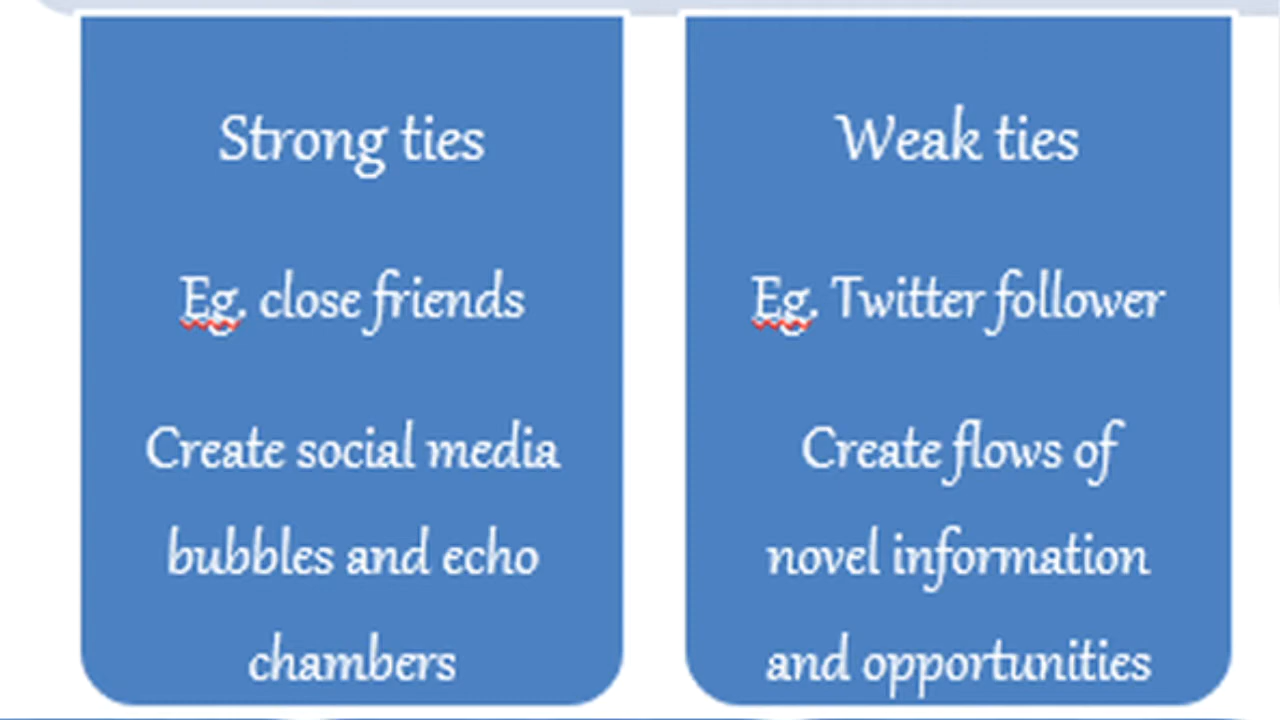 Strong ties
Eg. close friends
Create social media
bubbles and echo
chambers
Weak ties
Eg. Twitter follower
Create flows of
novel information
and opportunities